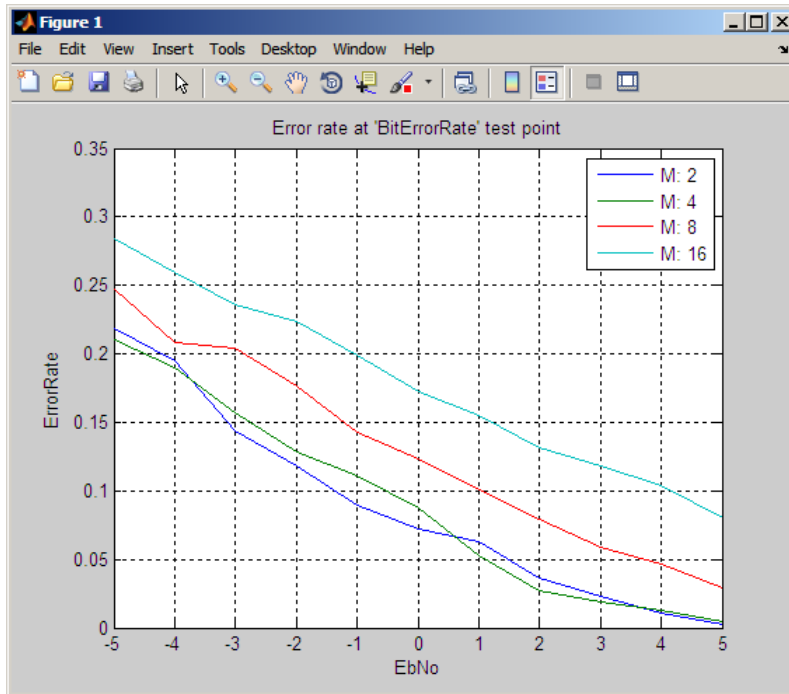 Figure 1
File Edit View Insert Tools Desktop Window Help
Error rate at 'BitErrorRate' test point
0.35
0.3
0.25
0.2
0.15
0.1
0.05
0
ErrorRate
-5 -4 -3 -2 -1 0 1 2 3 4 5
EbNo
M: 2
M: 4
M: 8
M: 16